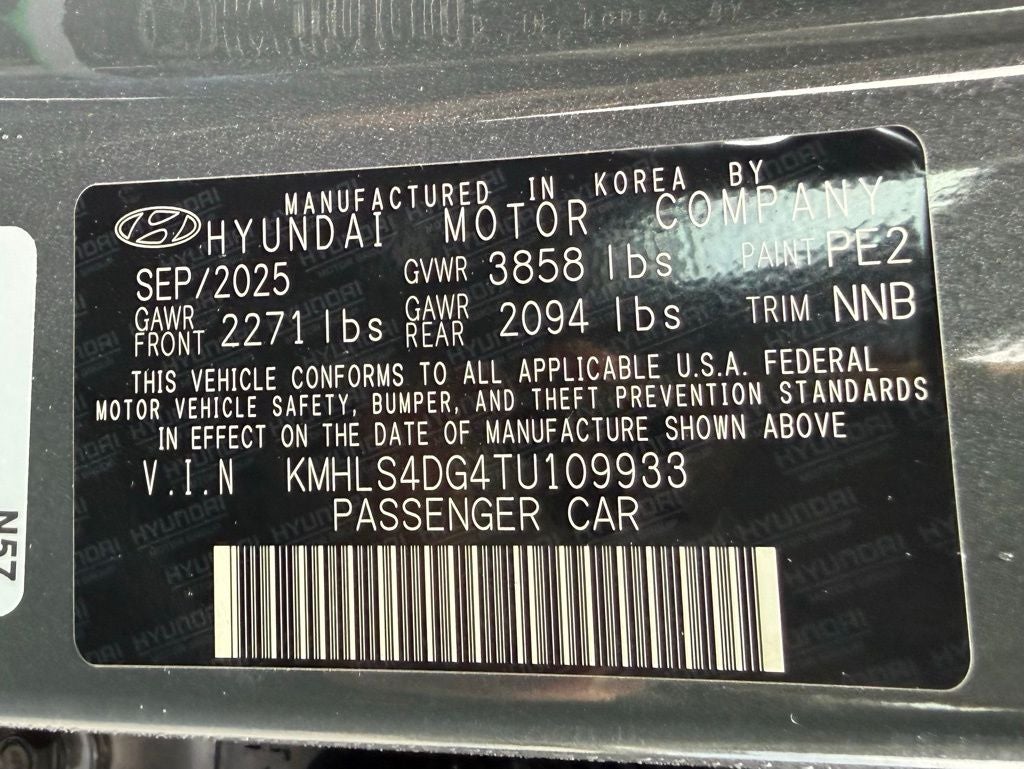 MANUFACTURED IN KOREA BY
HYUNDAI MOTOR COMPANY
SEP/2025 GVWR 3858 lbs PAINT PE2
GAWR FRONT 2271 lbs GAWR REAR 2094 lbs TRIM NNB
THIS VEHICLE CONFORMS TO ALL APPLICABLE U.S.A. FEDERAL
MOTOR VEHICLE SAFETY, BUMPER, AND THEFT PREVENTION STANDARDS
IN EFFECT ON THE DATE OF MANUFACTURE SHOWN ABOVE
V.I.N KMHLS4DG4TU109933
PASSENGER CAR
N57